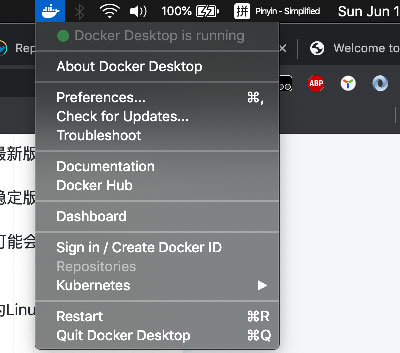 100%
拼 Pinyin - Simplified
Sun Jun 1
Rep
Welcome to
ABP
Docker Desktop is running
About Docker Desktop
Preferences... ⌘,
Check for Updates...
Troubleshoot
Documentation
Docker Hub
Dashboard
Sign in / Create Docker ID
Repositories
Kubernetes
Restart ⌘R
Quit Docker Desktop ⌘Q
最新版
稳定版
可能会
的Linu